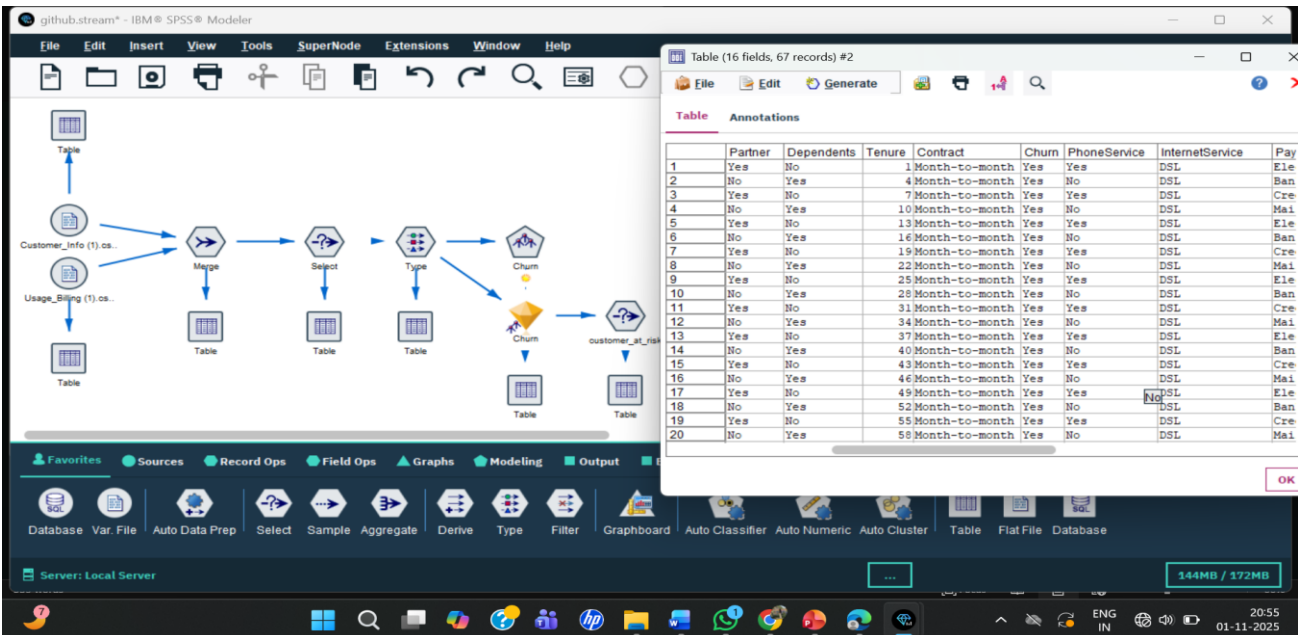 github.stream* - IBM® SPSS® Modeler
File Edit Insert View Tools SuperNode Extensions Window Help
Table
Customer_Info (1).cs..
Usage_Billing (1).cs..
Table
Merge
Table
Select
Table
Type
Table
Churn
Churn
Table
customer_at_risk
Table
Table (16 fields, 67 records) #2
File Edit Generate
Table Annotations
Partner Dependents Tenure Contract Churn PhoneService InternetService Pay
1 Yes No 1 Month-to-month Yes Yes DSL Ele
2 No Yes 4 Month-to-month Yes No DSL Ban
3 Yes No 7 Month-to-month Yes Yes DSL Cre
4 No Yes 10 Month-to-month Yes No DSL Mai
5 Yes No 13 Month-to-month Yes Yes DSL Ele
6 No Yes 16 Month-to-month Yes No DSL Ban
7 Yes No 19 Month-to-month Yes Yes DSL Cre
8 No Yes 22 Month-to-month Yes No DSL Mai
9 Yes No 25 Month-to-month Yes Yes DSL Ele
10 No Yes 28 Month-to-month Yes No DSL Ban
11 Yes No 31 Month-to-month Yes Yes DSL Cre
12 No Yes 34 Month-to-month Yes No DSL Mai
13 Yes No 37 Month-to-month Yes Yes DSL Ele
14 No Yes 40 Month-to-month Yes No DSL Ban
15 Yes No 43 Month-to-month Yes Yes DSL Cre
16 No Yes 46 Month-to-month Yes No DSL Mai
17 Yes No 49 Month-to-month Yes Yes DSL Ele
No
18 No Yes 52 Month-to-month Yes No DSL Ban
19 Yes No 55 Month-to-month Yes Yes DSL Cre
20 No Yes 58 Month-to-month Yes No DSL Mai
OK
Favorites Sources Record Ops Field Ops Graphs Modeling Output
Database Var. File Auto Data Prep Select Sample Aggregate Derive Type Filter Graphboard Auto Classifier Auto Numeric Auto Cluster Table Flat File Database
Server: Local Server
...
144MB / 172MB
7
1
ENG
IN
20:55
01-11-2025